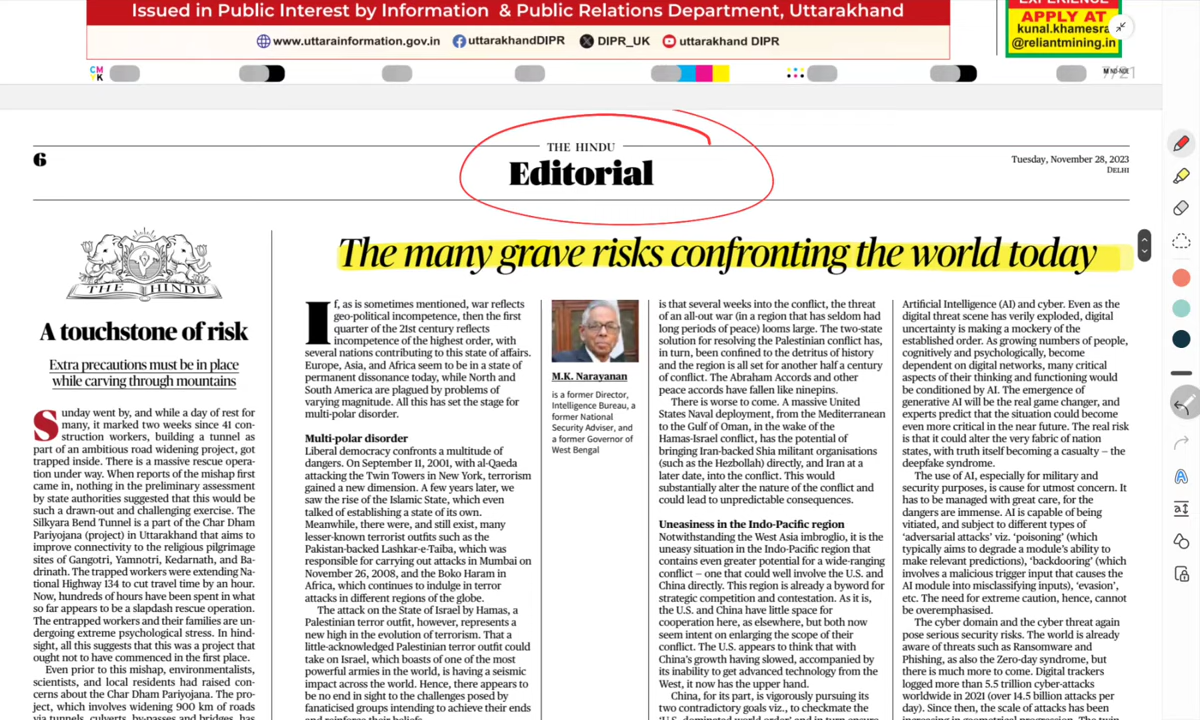 Issued in Public Interest by Information & Public Relations Department, Uttarakhand
www.uttarainformation.gov.in uttarakhandDIPR DIPR_UK uttarakhand DIPR
EXPERIENCE
APPLY AT
kunal.khamesra
@reliantmining.in
CM
YK
7/21
6
THE HINDU
Editorial
Tuesday, November 28, 2023
DELHI
The many grave risks confronting the world today
THE HINDU
A touchstone of risk
Extra precautions must be in place
while carving through mountains
Sunday went by, and while a day of rest for
many, it marked two weeks since 41 con-
struction workers, building a tunnel as
part of an ambitious road widening project, got
trapped inside. There is a massive rescue opera-
tion under way. When reports of the mishap first
came in, nothing in the preliminary assessment
by state authorities suggested that this would be
such a drawn-out and challenging exercise. The
Silkyara Bend Tunnel is a part of the Char Dham
Pariyojana (project) in Uttarakhand that aims to
improve connectivity to the religious pilgrimage
sites of Gangotri, Yamnotri, Kedarnath, and Ba-
drinath. The trapped workers were extending Na-
tional Highway 134 to cut travel time by an hour.
Now, hundreds of hours have been spent in what
so far appears to be a slapdash rescue operation.
The entrapped workers and their families are un-
dergoing extreme psychological stress. In hind-
sight, all this suggests that this was a project that
ought not to have commenced in the first place.
Even prior to this mishap, environmentalists,
scientists, and local residents had raised con-
cerns about the Char Dham Pariyojana. The pro-
ject, which involves widening 900 km of roads
via tunnels, culverts, by-passes and bridges, has
If, as is sometimes mentioned, war reflects
geo-political incompetence, then the first
quarter of the 21st century reflects
incompetence of the highest order, with
several nations contributing to this state of affairs.
Europe, Asia, and Africa seem to be in a state of
permanent dissonance today, while North and
South America are plagued by problems of
varying magnitude. All this has set the stage for
multi-polar disorder.
Multi-polar disorder
Liberal democracy confronts a multitude of
dangers. On September 11, 2001, with al-Qaeda
attacking the Twin Towers in New York, terrorism
gained a new dimension. A few years later, we
saw the rise of the Islamic State, which even
talked of establishing a state of its own.
Meanwhile, there were, and still exist, many
lesser-known terrorist outfits such as the
Pakistan-backed Lashkar-e-Taiba, which was
responsible for carrying out attacks in Mumbai on
November 26, 2008, and the Boko Haram in
Africa, which continues to indulge in terror
attacks in different regions of the globe.
The attack on the State of Israel by Hamas, a
Palestinian terror outfit, however, represents a
new high in the evolution of terrorism. That a
little-acknowledged Palestinian terror outfit could
take on Israel, which boasts of one of the most
powerful armies in the world, is having a seismic
impact across the world. Hence, there appears to
be no end in sight to the challenges posed by
fanaticised groups intending to achieve their ends
and reinforce their beliefs.
M.K. Narayanan
is a former Director,
Intelligence Bureau, a
former National
Security Adviser, and
a former Governor of
West Bengal
is that several weeks into the conflict, the threat
of an all-out war (in a region that has seldom had
long periods of peace) looms large. The two-state
solution for resolving the Palestinian conflict has,
in turn, been confined to the detritus of history
and the region is all set for another half a century
of conflict. The Abraham Accords and other
peace accords have fallen like ninepins.
There is worse to come. A massive United
States Naval deployment, from the Mediterranean
to the Gulf of Oman, in the wake of the
Hamas-Israel conflict, has the potential of
bringing Iran-backed Shia militant organisations
(such as the Hezbollah) directly, and Iran at a
later date, into the conflict. This would
substantially alter the nature of the conflict and
could lead to unpredictable consequences.
Uneasiness in the Indo-Pacific region
Notwithstanding the West Asia imbroglio, it is the
uneasy situation in the Indo-Pacific region that
contains even greater potential for a wide-ranging
conflict – one that could well involve the U.S. and
China directly. This region is already a byword for
strategic competition and contestation. As it is,
the U.S. and China have little space for
cooperation here, as elsewhere, but both now
seem intent on enlarging the scope of their
conflict. The U.S. appears to think that with
China's growth having slowed, accompanied by
its inability to get advanced technology from the
West, it now has the upper hand.
China, for its part, is vigorously pursuing its
two contradictory goals viz., to checkmate the
'U.S. dominated world order' and in turn ensure
Artificial Intelligence (AI) and cyber. Even as the
digital threat scene has verily exploded, digital
uncertainty is making a mockery of the
established order. As growing numbers of people,
cognitively and psychologically, become
dependent on digital networks, many critical
aspects of their thinking and functioning would
be conditioned by AI. The emergence of
generative AI will be the real game changer, and
experts predict that the situation could become
even more critical in the near future. The real risk
is that it could alter the very fabric of nation
states, with truth itself becoming a casualty – the
deepfake syndrome.
The use of AI, especially for military and
security purposes, is cause for utmost concern. It
has to be managed with great care, for the
dangers are immense. AI is capable of being
vitiated, and subject to different types of
'adversarial attacks' viz. 'poisoning' (which
typically aims to degrade a module's ability to
make relevant predictions), 'backdooring' (which
involves a malicious trigger input that causes the
AI module into misclassifying inputs), 'evasion',
etc. The need for extreme caution, hence, cannot
be overemphasised.
The cyber domain and the cyber threat again
pose serious security risks. The world is already
aware of threats such as Ransomware and
Phishing, as also the Zero-day syndrome, but
there is much more to come. Digital trackers
logged more than 5.5 trillion cyber-attacks
worldwide in 2021 (over 14.5 billion attacks per
day). Since then, the scale of attacks has been
increasing in geometrical progression. The twin